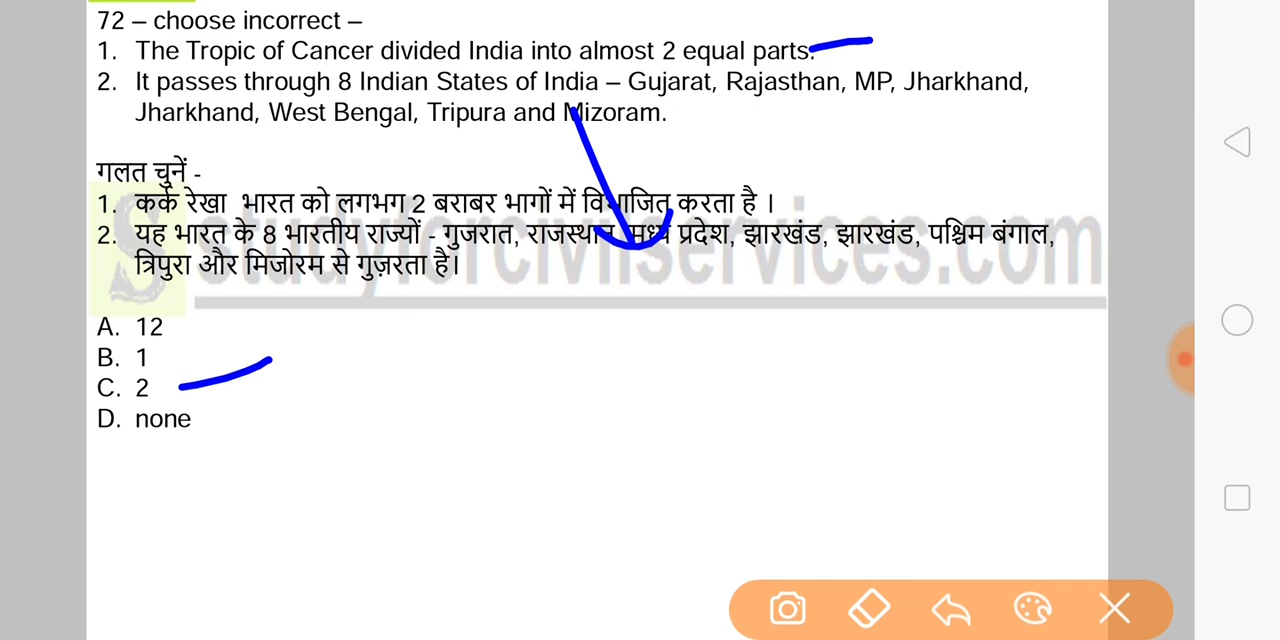 72 – choose incorrect –
1. The Tropic of Cancer divided India into almost 2 equal parts.
2. It passes through 8 Indian States of India – Gujarat, Rajasthan, MP, Jharkhand,
Jharkhand, West Bengal, Tripura and Mizoram.
गलत चुनें -
1. कर्क रेखा भारत को लगभग 2 बराबर भागों में विभाजित करता है ।
2. यह भारत के 8 भारतीय राज्यों - गुजरात, राजस्थान, मध्य प्रदेश, झारखंड, झारखंड, पश्चिम बंगाल,
त्रिपुरा और मिजोरम से गुज़रता है।
studyforcivilservices.com
A. 12
B. 1
C. 2
D. none